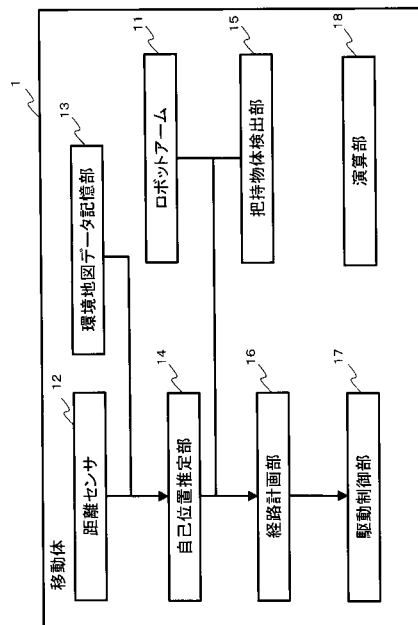 1
移動体
12
距離センサ
13
環境地図データ記憶部
11
ロボットアーム
14
自己位置推定部
15
把持物体検出部
16
経路計画部
17
駆動制御部
18
演算部